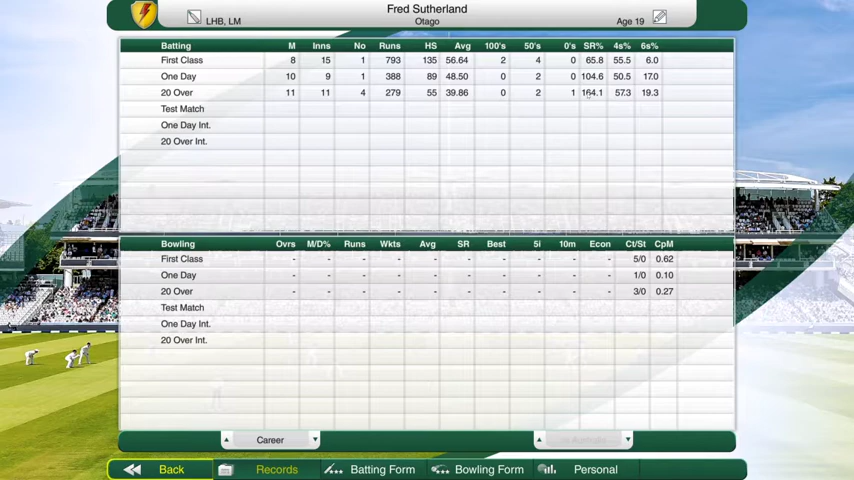 Fred Sutherland
LHB, LM Otago Age 19
Batting M Inns No Runs HS Avg 100's 50's 0's SR% 4s% 6s%
First Class 8 15 1 793 135 56.64 2 4 0 65.8 55.5 6.0
One Day 10 9 1 388 89 48.50 0 2 0 104.6 50.5 17.0
20 Over 11 11 4 279 55 39.86 0 2 1 164.1 57.3 19.3
Test Match
One Day Int.
20 Over Int.
Bowling Ovrs M/D% Runs Wkts Avg SR Best 5i 10m Econ Ct/St CpM
First Class - - - - - - - - - - 5/0 0.62
One Day - - - - - - - - - - 1/0 0.10
20 Over - - - - - - - - - - 3/0 0.27
Test Match
One Day Int.
20 Over Int.
Career
Back Records Batting Form Bowling Form Personal